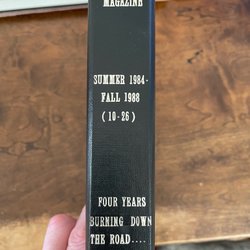 MAGAZINE
SUMMER 1984-
FALL 1988
(10-26)
FOUR YEARS
BURNING DOWN
THE ROAD....